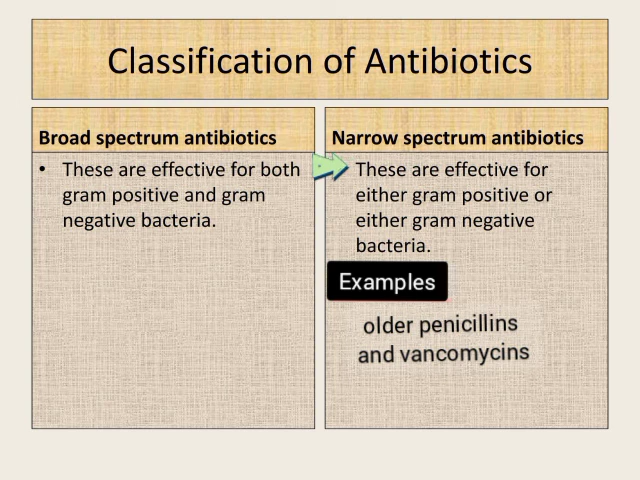 Classification of Antibiotics
Broad spectrum antibiotics
• These are effective for both
gram positive and gram
negative bacteria.
Narrow spectrum antibiotics
These are effective for
either gram positive or
either gram negative
bacteria.
Examples
older penicillins
and vancomycins